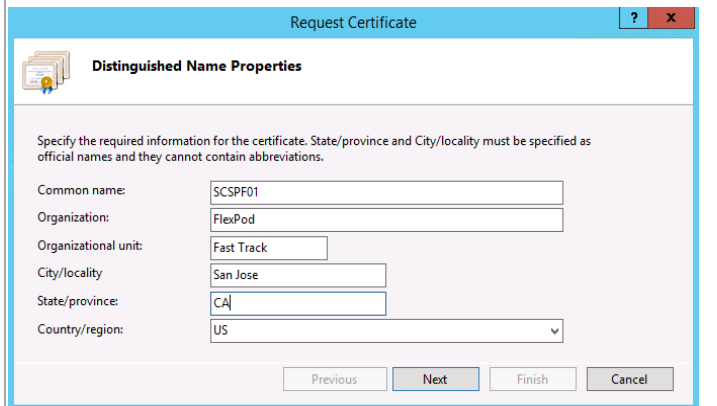 Request Certificate
? x
Distinguished Name Properties
Specify the required information for the certificate. State/province and City/locality must be specified as
official names and they cannot contain abbreviations.
Common name: SCSPF01
Organization: FlexPod
Organizational unit: Fast Track
City/locality San Jose
State/province: CA
Country/region: US
Previous Next Finish Cancel